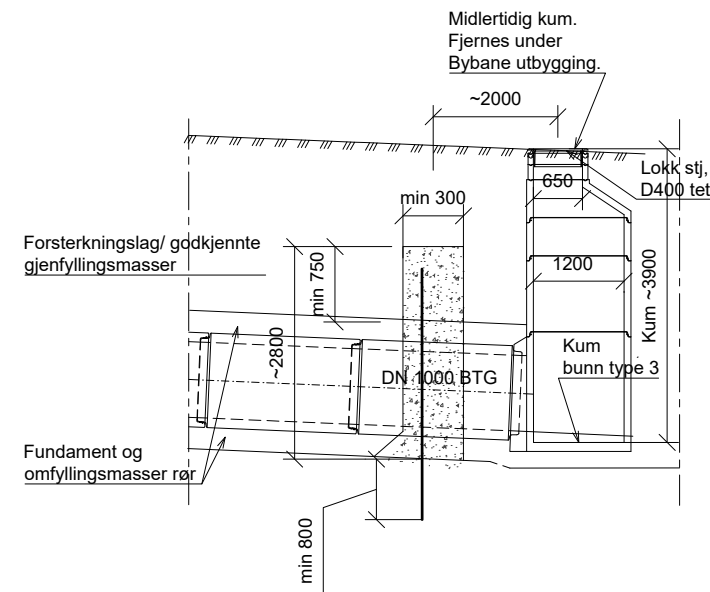 Midlertidig kum.
Fjernes under
Bybane utbygging.
~2000
Lokk stj,
D400 tet
650
min 300
Forsterkningslag/ godkjennte
gjenfyllingsmasser
min 750
1200
Kum ~3900
~2800
Kum
bunn type 3
DN 1000 BTG
Fundament og
omfyllingsmasser rør
min 800